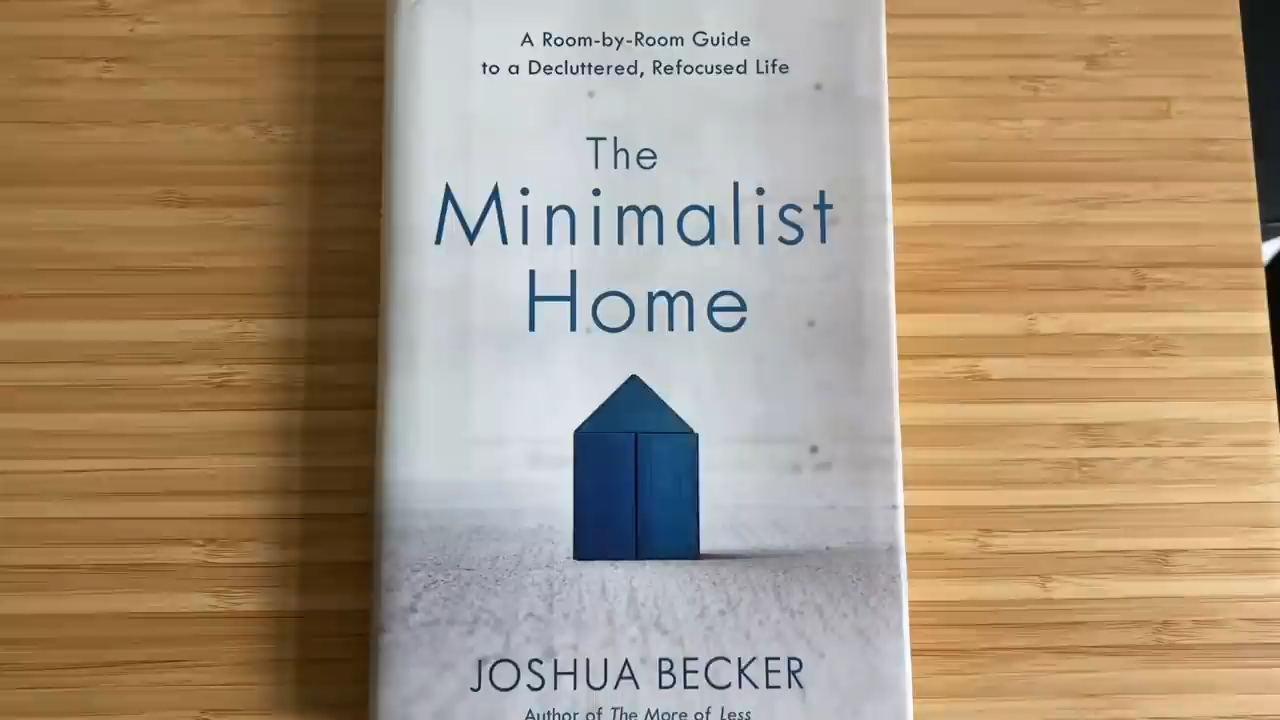 A Room-by-Room Guide
to a Decluttered, Refocused Life
The
Minimalist
Home
JOSHUA BECKER
Author of The More of Less